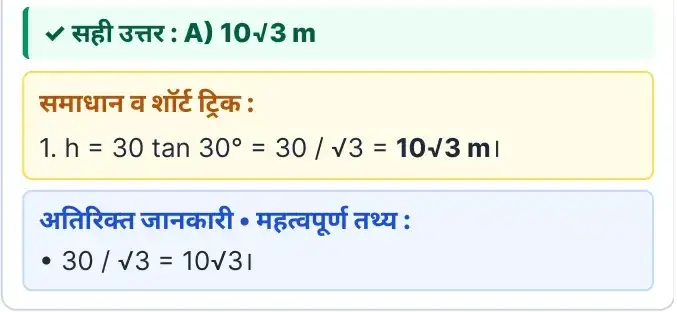 ✓ सही उत्तर : A) 10√3 m
समाधान व शॉर्ट ट्रिक :
1. h = 30 tan 30° = 30 / √3 = 10√3 m।
अतिरिक्त जानकारी • महत्वपूर्ण तथ्य :
• 30 / √3 = 10√3।